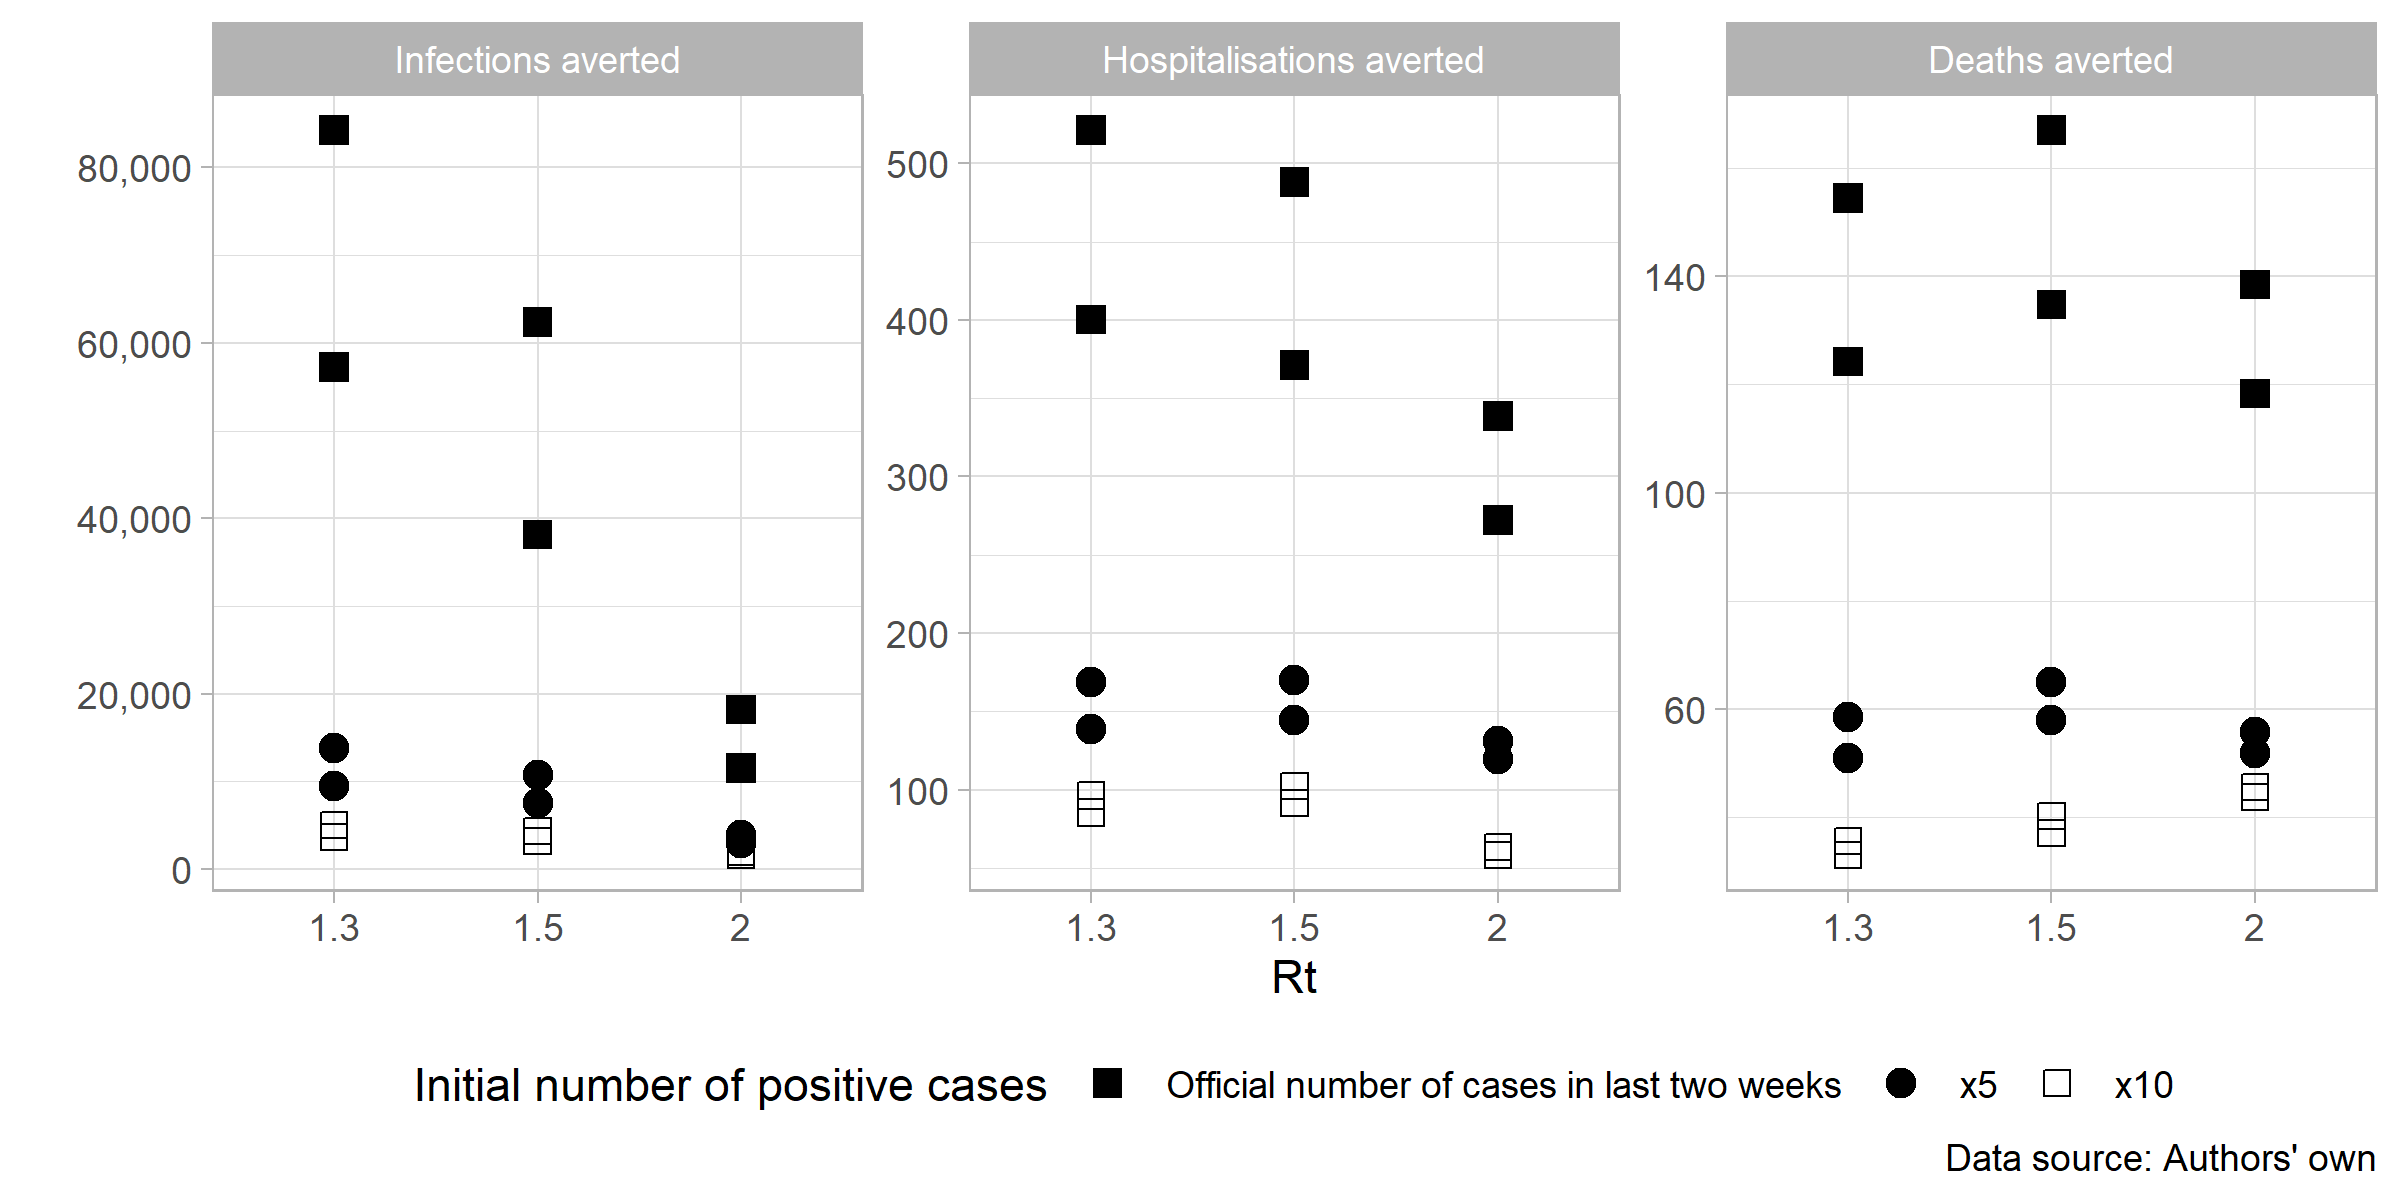 Infections averted
Hospitalisations averted
Deaths averted
80,000
60,000
40,000
20,000
0
500
400
300
200
100
140
100
60
1.3 1.5 2
1.3 1.5 2
1.3 1.5 2
Rt
Initial number of positive cases Official number of cases in last two weeks x5 x10
Data source: Authors' own